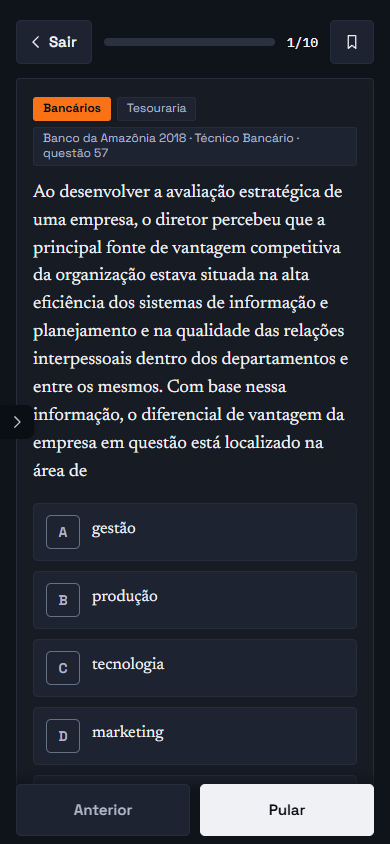 Sair
1/10
Bancários
Tesouraria
Banco da Amazônia 2018 · Técnico Bancário ·
questão 57
Ao desenvolver a avaliação estratégica de
uma empresa, o diretor percebeu que a
principal fonte de vantagem competitiva
da organização estava situada na alta
eficiência dos sistemas de informação e
planejamento e na qualidade das relações
interpessoais dentro dos departamentos e
entre os mesmos. Com base nessa
informação, o diferencial de vantagem da
empresa em questão está localizado na
área de
A gestão
B produção
C tecnologia
D marketing
Anterior
Pular